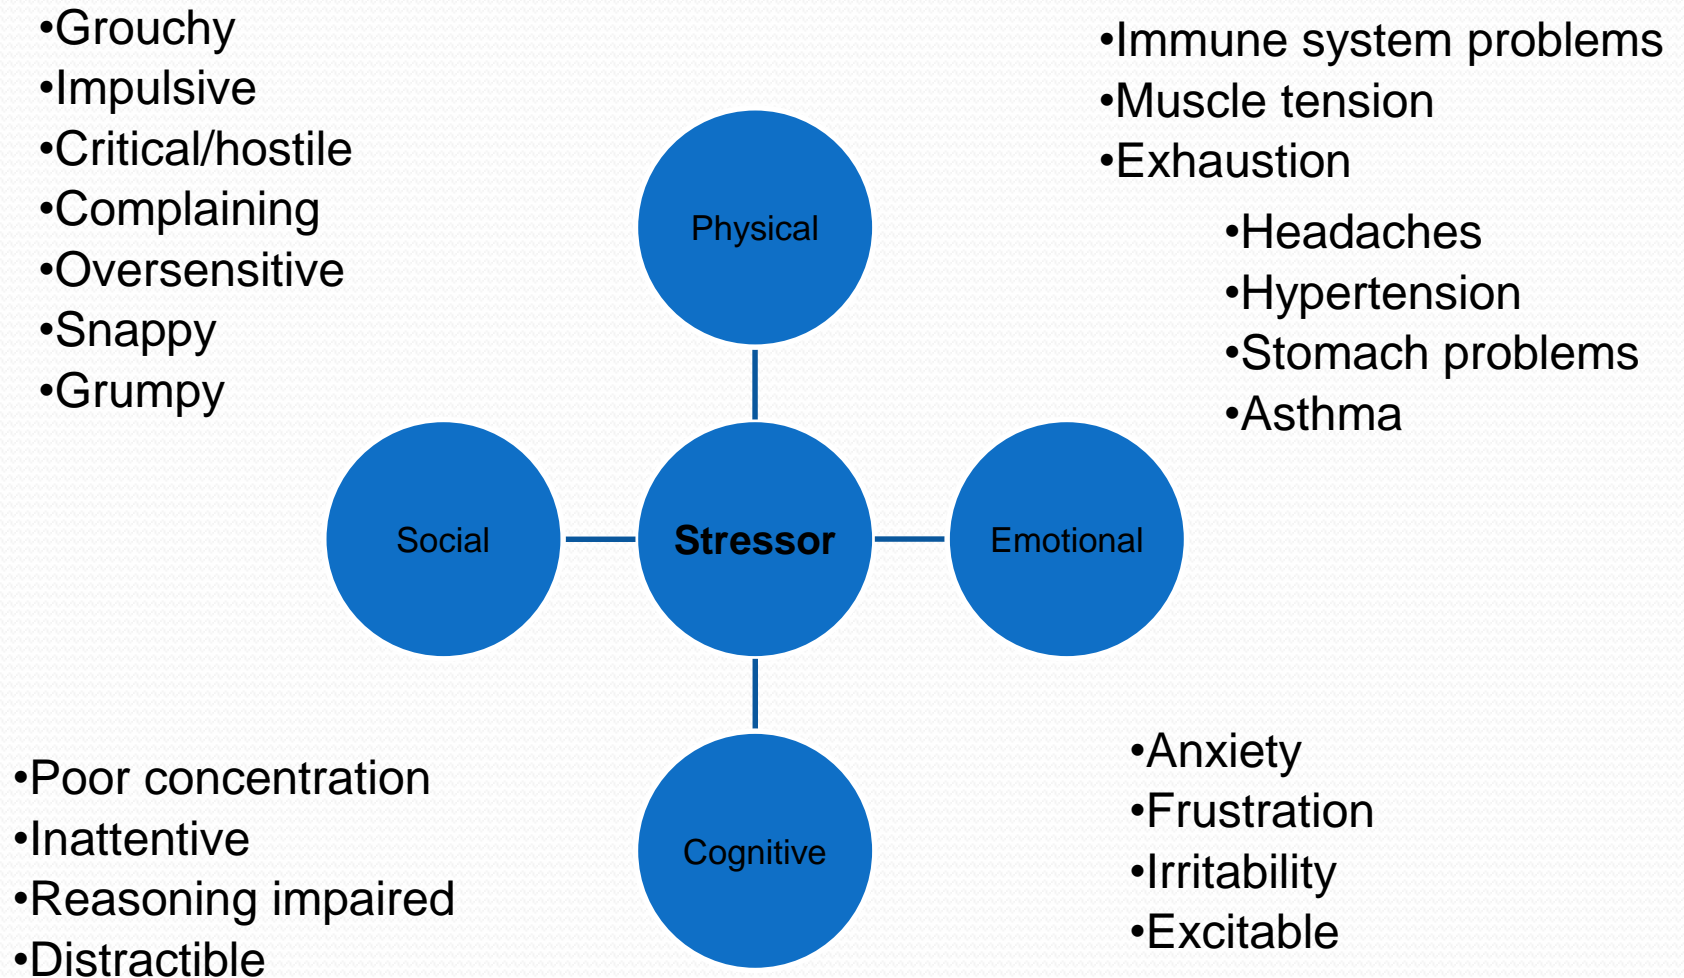 •Grouchy
•Impulsive
•Critical/hostile
•Complaining
•Oversensitive
•Snappy
•Grumpy
•Immune system problems
•Muscle tension
•Exhaustion
•Headaches
•Hypertension
•Stomach problems
•Asthma
Physical
Social
Stressor
Emotional
Cognitive
•Poor concentration
•Inattentive
•Reasoning impaired
•Distractible
•Anxiety
•Frustration
•Irritability
•Excitable